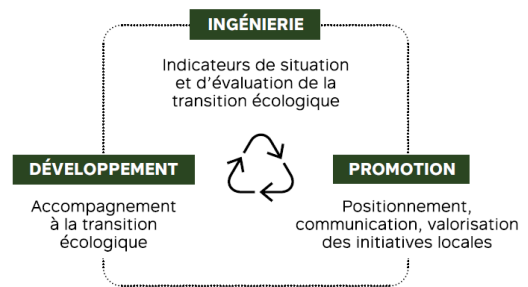 INGÉNIERIE
Indicateurs de situation
et d’évaluation de la
transition écologique
DÉVELOPPEMENT
Accompagnement
à la transition
écologique
PROMOTION
Positionnement,
communication, valorisation
des initiatives locales